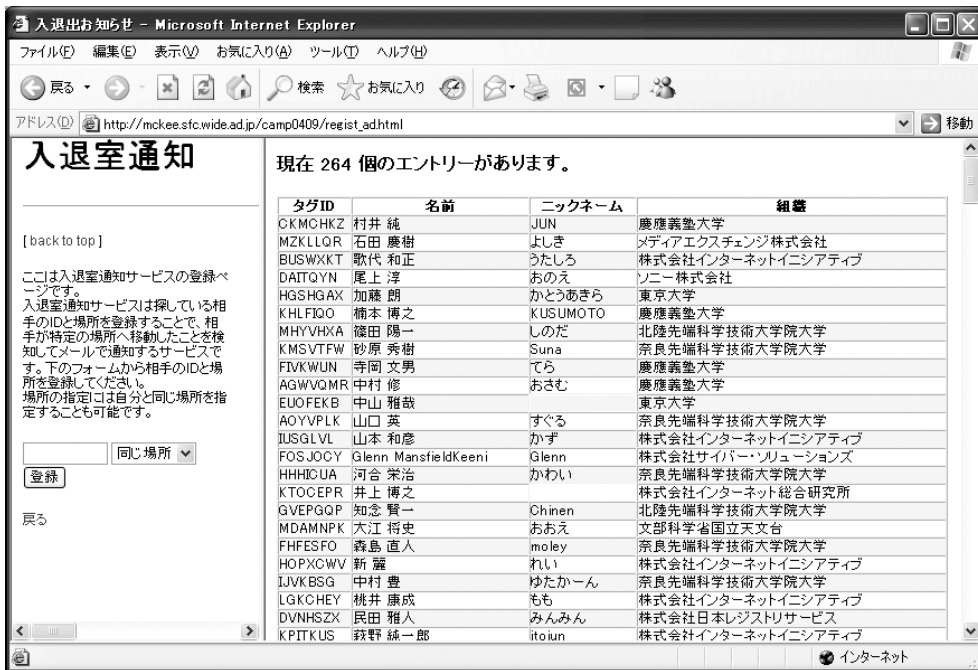 入退出お知らせ - Microsoft Internet Explorer
ファイル(F) 編集(E) 表示(V) お気に入り(A) ツール(T) ヘルプ(H)
戻る 検索 お気に入り
アドレス(D) http://mckee.sfc.wide.ad.jp/camp0409/regist_ad.html 移動
入退室通知
[back to top]
ここは入退室通知サービスの登録ペ
ージです。
入退室通知サービスは探している相
手のIDと場所を登録することで、相
手が特定の場所へ移動したことを検
知してメールで通知するサービスで
す。下のフォームから相手のIDと場
所を登録してください。
場所の指定には自分と同じ場所を指
定することも可能です。
同じ場所
登録
戻る
現在 264 個のエントリーがあります。
タグID 名前 ニックネーム 組織
CKMCHKZ 村井 純 JUN 慶應義塾大学
MZKLLQR 石田 慶樹 よしき メディアエクスチェンジ株式会社
BUSWXKT 歌代 和正 うたしろ 株式会社インターネットイニシアティブ
DAITQYN 尾上 淳 おのえ ソニー株式会社
HGSHGAX 加藤 朗 かとうあきら 東京大学
KHLFIQO 楠本 博之 KUSUMOTO 慶應義塾大学
MHYVHXA 篠田 陽一 しのだ 北陸先端科学技術大学院大学
KMSVTFW 砂原 秀樹 Suna 奈良先端科学技術大学院大学
FIVKWUN 寺岡 文男 てら 慶應義塾大学
AGWVQMR 中村 修 おさむ 慶應義塾大学
EUOFEKB 中山 雅哉 東京大学
AOYVPLK 山口 英 すぐる 奈良先端科学技術大学院大学
IUSGLVL 山本 和彦 かず 株式会社インターネットイニシアティブ
FOSJOCY Glenn MansfieldKeeni Glenn 株式会社サイバー・ソリューションズ
HHHICUA 河合 栄治 かわい 奈良先端科学技術大学院大学
KTOCEPR 井上 博之 株式会社インターネット総合研究所
GVEPGQP 知念 賢一 Chinen 北陸先端科学技術大学院大学
MDAMNPK 大江 将史 おおえ 文部科学省国立天文台
FHFESFO 森島 直人 moley 奈良先端科学技術大学院大学
HOPXCWV 新 麗 れい 株式会社インターネットイニシアティブ
IJVKBSG 中村 豊 ゆたかーん 奈良先端科学技術大学院大学
LGKCHEY 桃井 康成 もも 株式会社インターネットイニシアティブ
DVNHSZX 民田 雅人 みんみん 株式会社日本レジストリサービス
KPITKUS 萩野 純一郎 itojun 株式会社インターネットイニシアティブ
インターネット